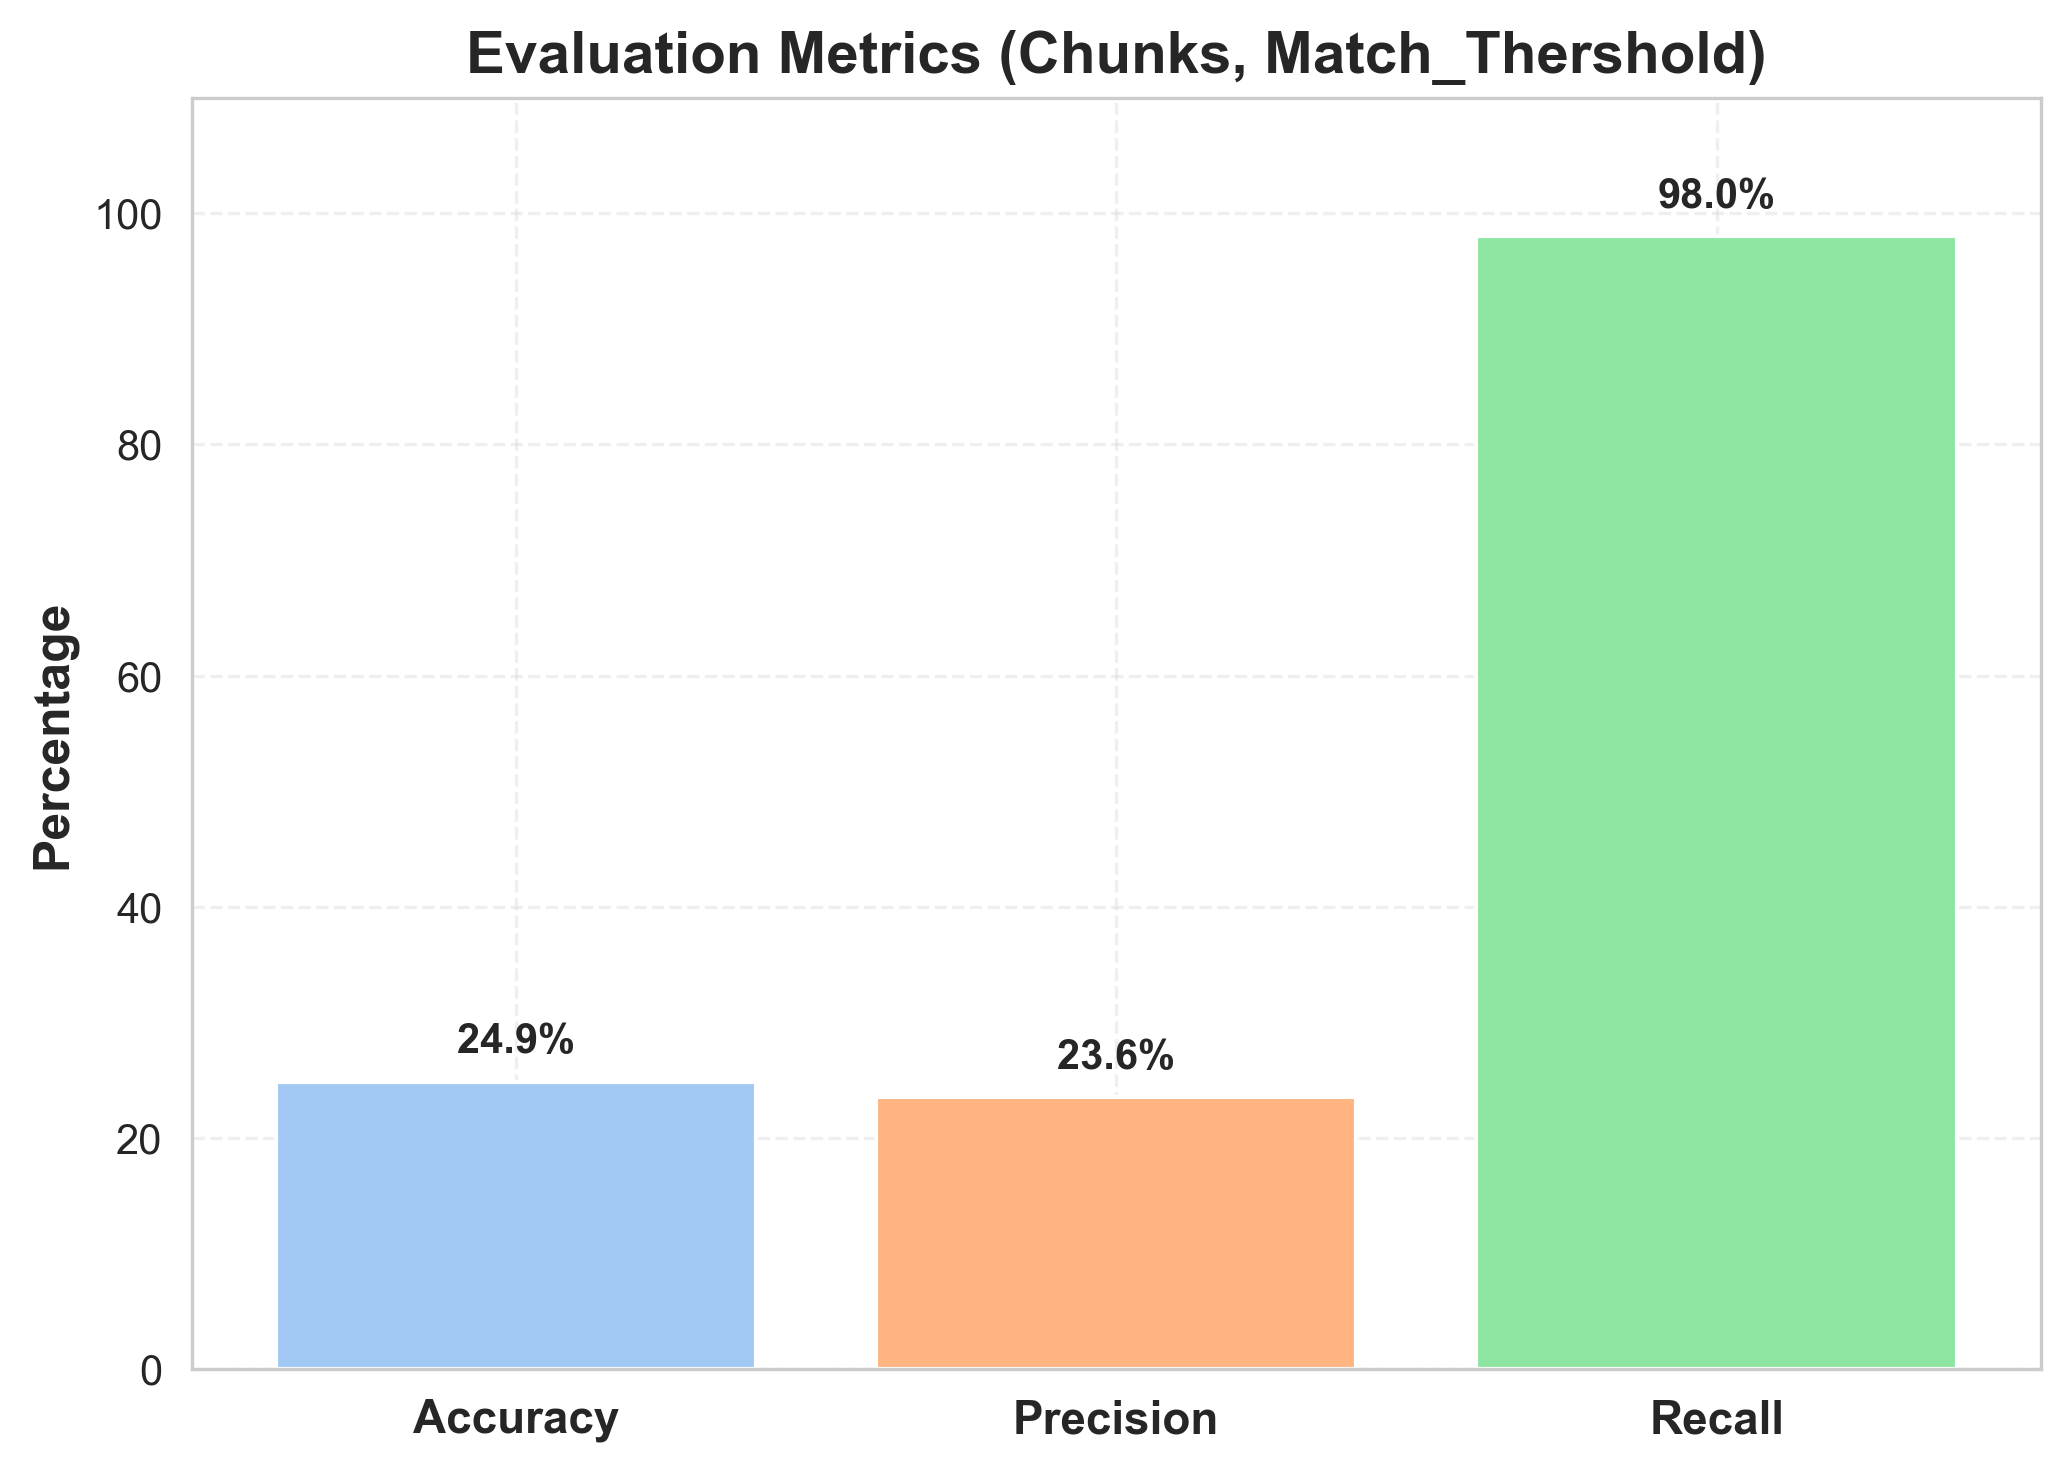 Evaluation Metrics (Chunks, Match_Thershold)
Percentage
100
80
60
40
20
0
24.9%
23.6%
98.0%
Accuracy
Precision
Recall